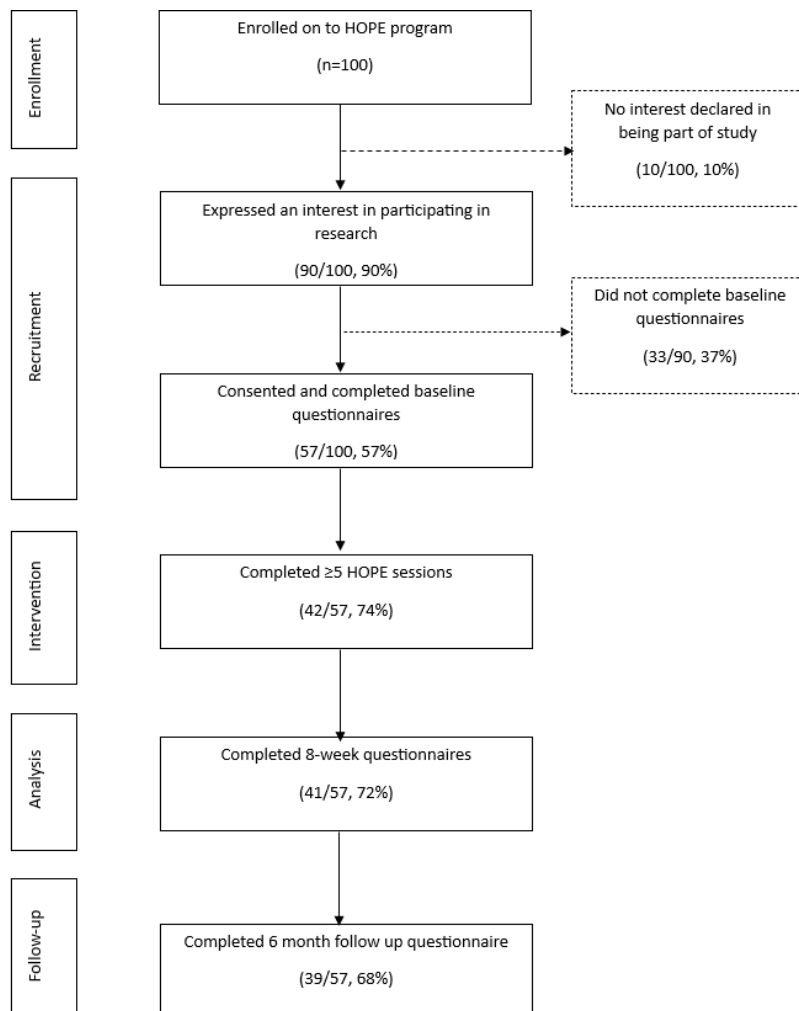 Enrollment
Enrolled on to HOPE program
(n=100)
No interest declared in
being part of study
(10/100, 10%)
Recruitment
Expressed an interest in participating in
research
(90/100, 90%)
Did not complete baseline
questionnaires
(33/90, 37%)
Consented and completed baseline
questionnaires
(57/100, 57%)
Intervention
Completed ≥5 HOPE sessions
(42/57, 74%)
Analysis
Completed 8-week questionnaires
(41/57, 72%)
Follow-up
Completed 6 month follow up questionnaire
(39/57, 68%)